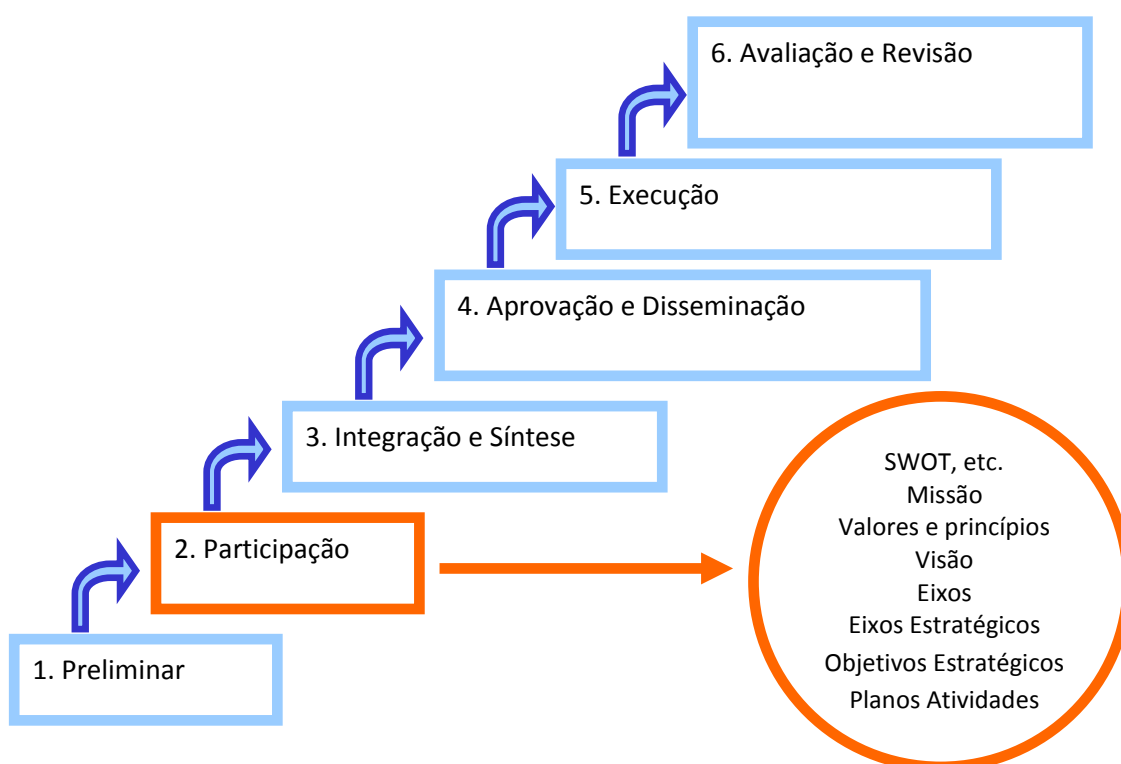 6. Avaliação e Revisão
5. Execução
4. Aprovação e Disseminação
3. Integração e Síntese
2. Participação
1. Preliminar
SWOT, etc.
Missão
Valores e princípios
Visão
Eixos
Eixos Estratégicos
Objetivos Estratégicos
Planos Atividades